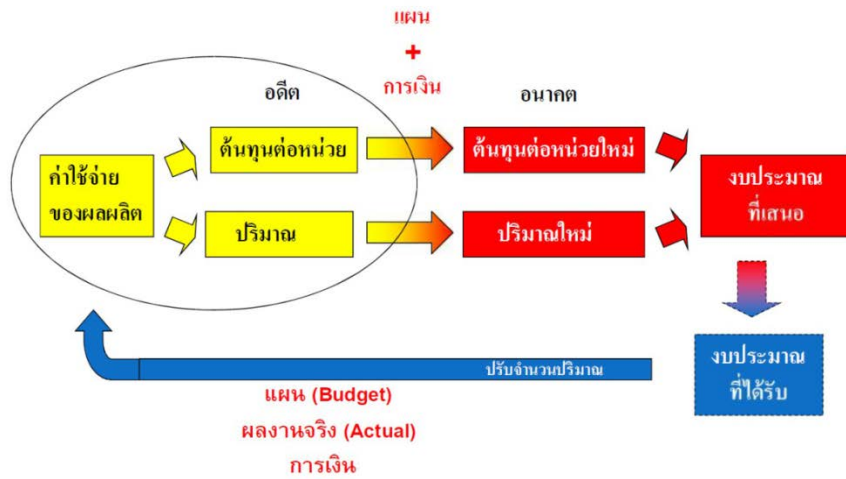 แผน
+
การเงิน
อดีต
อนาคต
ค่าใช้จ่าย
ของผลผลิต
ต้นทุนต่อหน่วย
ต้นทุนต่อหน่วยใหม่
ปริมาณ
ปริมาณใหม่
งบประมาณ
ที่เสนอ
งบประมาณ
ที่ได้รับ
ปรับจำนวนปริมาณ
แผน (Budget)
ผลงานจริง (Actual)
การเงิน